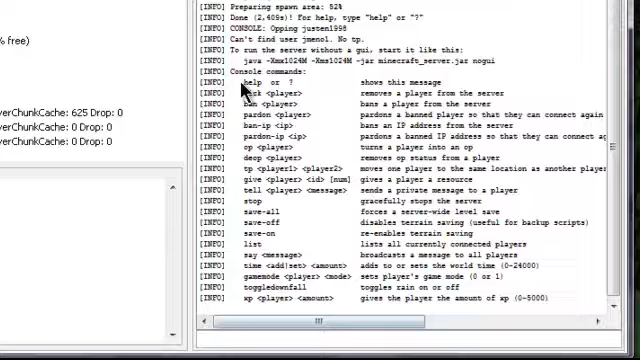 % free)
erChunkCache: 625 Drop: 0
verChunkCache: 0 Drop: 0
verChunkCache: 0 Drop: 0
[INFO] Preparing spawn area: 52%
[INFO] Done (2,409s)! For help, type "help" or "?"
[INFO] CONSOLE: Opping justen1998
[INFO] Can't find user jmeno1. No tp.
[INFO] To run the server without a gui, start it like this:
[INFO] java -Xmx1024M -Xms1024M -jar minecraft_server.jar nogui
[INFO] Console commands:
[INFO] help or ? shows this message
[INFO] <player> removes a player from the server
[INFO] ban <player> bans a player from the server
[INFO] pardon <player> pardons a banned player so that they can connect again
[INFO] ban-ip <ip> bans an IP address from the server
[INFO] pardon-ip <ip> pardons a banned IP address so that they can connect
[INFO] op <player> turns a player into an op
[INFO] deop <player> removes op status from a player
[INFO] tp <player1> <player2> moves one player to the same location as another player
[INFO] give <player> <id> [num] gives a player a resource
[INFO] tell <player> <message> sends a private message to a player
[INFO] stop gracefully stops the server
[INFO] save-all forces a server-wide level save
[INFO] save-off disables terrain saving (useful for backup scripts)
[INFO] save-on re-enables terrain saving
[INFO] list lists all currently connected players
[INFO] say <message> broadcasts a message to all players
[INFO] time <add|set> <amount> adds to or sets the world time (0-24000)
[INFO] gamemode <player> <mode> sets player's game mode (0 or 1)
[INFO] toggledownfall toggles rain on or off
[INFO] xp <player> <amount> gives the player the amount of xp (0-5000)